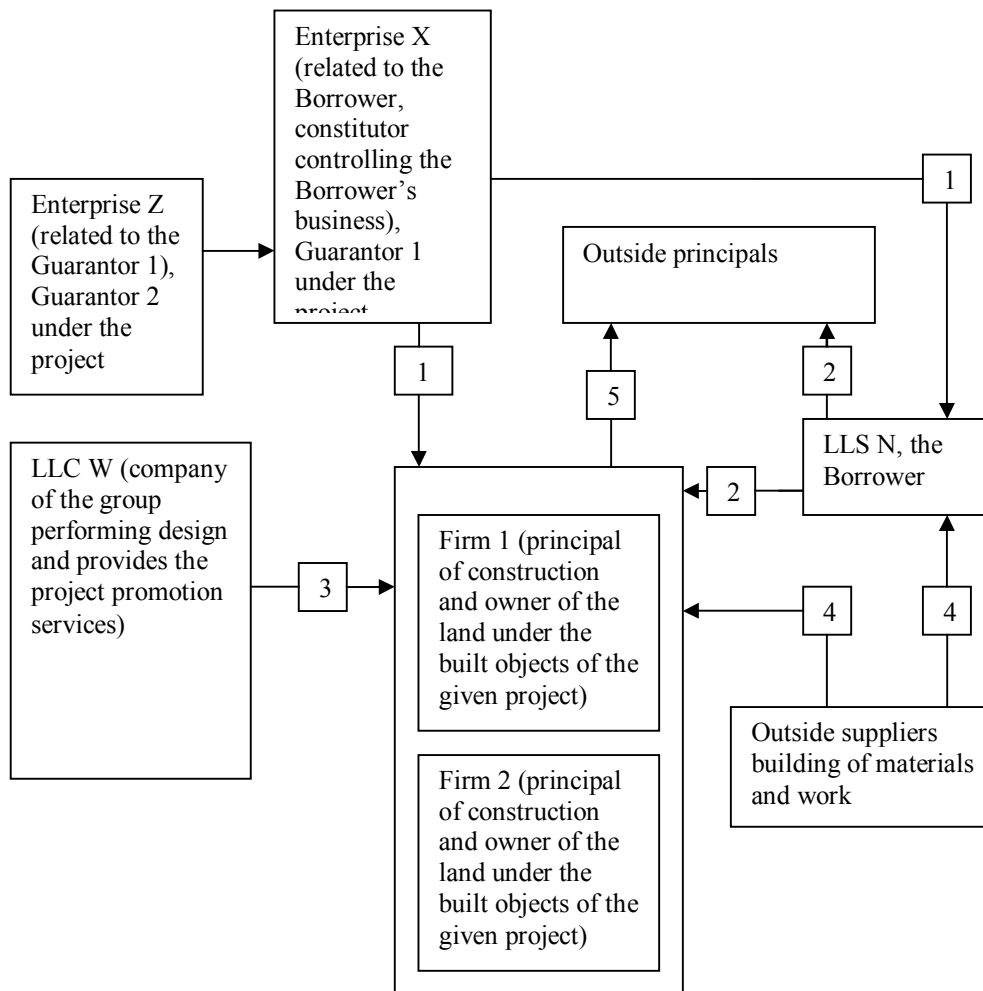 Enterprise X
(related to the
Borrower,
constitutor
controlling the
Borrower's
business),
Guarantor 1
under the
project
1
Enterprise Z
(related to the
Guarantor 1),
Guarantor 2
under the
project
Outside principals
1
5
2
LLC W (company
of the group
performing design
and provides the
project promotion
services)
LLS N, the
Borrower
2
Firm 1 (principal
of construction
and owner of the
land under the
built objects of the
given project)
3
4
4
Outside suppliers
building of materials
and work
Firm 2 (principal
of construction
and owner of the
land under the
built objects of the
given project)